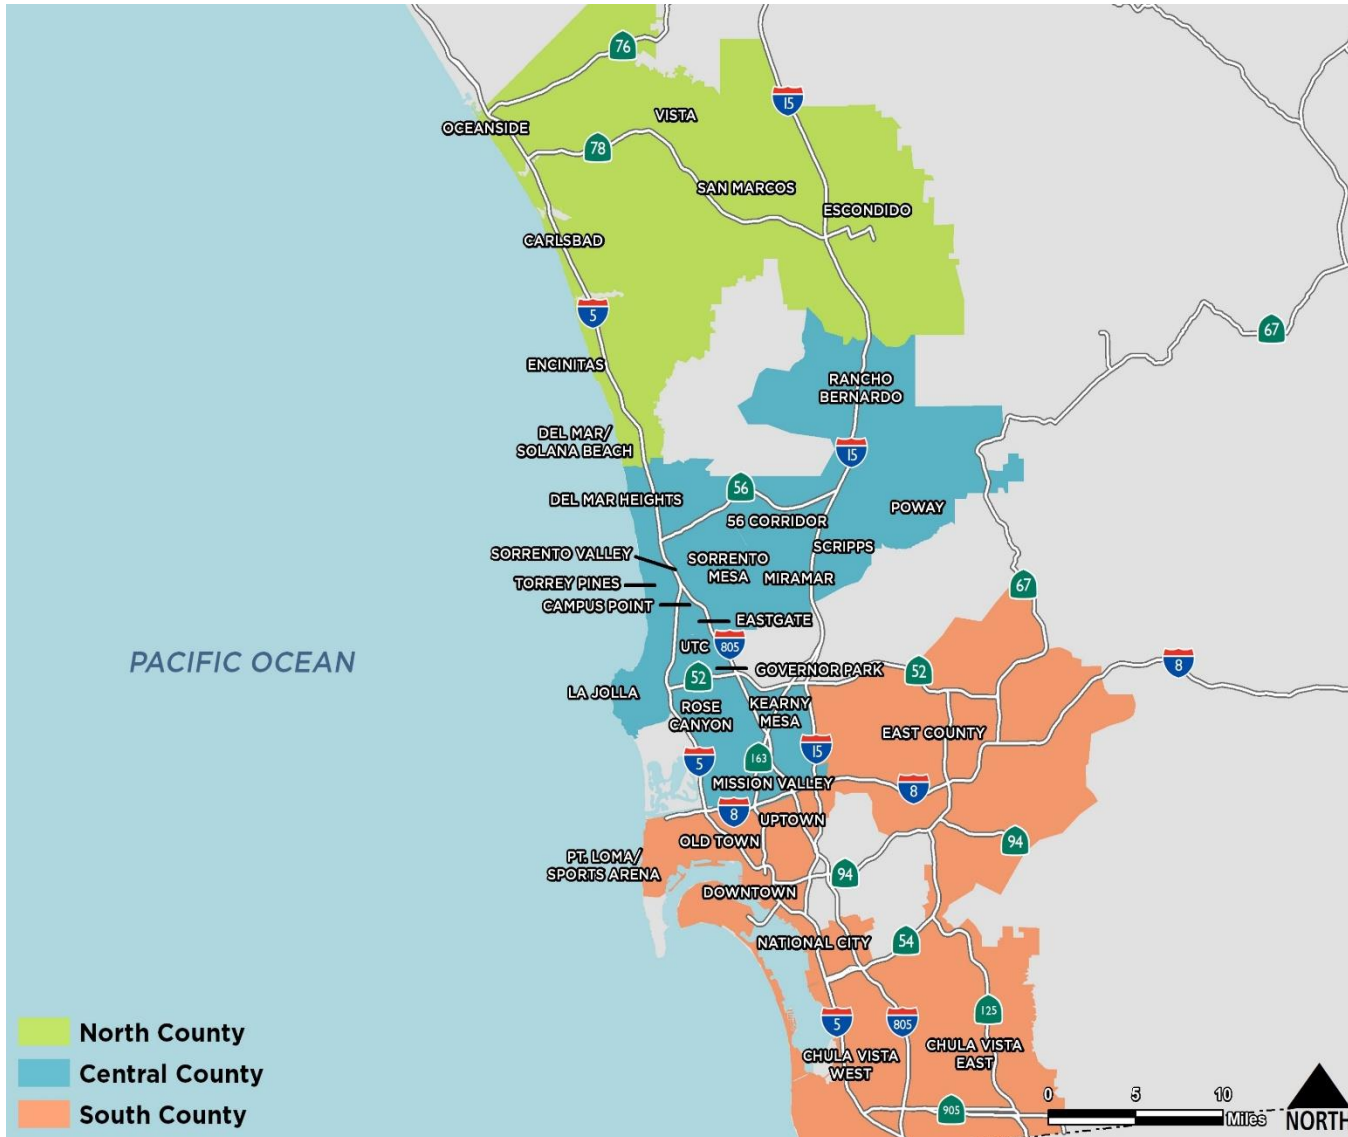 76
15
VISTA
OCEANSIDE
78
SAN MARCOS
ESCONDIDO
CARLSBAD
5
67
ENCINITAS
RANCHO
BERNARDO
DEL MAR/
SOLANA BEACH
15
56
DEL MAR HEIGHTS
56 CORRIDOR
POWAY
SORRENTO VALLEY
SORRENTO
MESA
SCRIPPS
MIRAMAR
TORREY PINES
67
CAMPUS POINT
EASTGATE
UTC
805
PACIFIC OCEAN
GOVERNOR PARK
52
52
8
LA JOLLA
ROSE
CANYON
KEARNY
MESA
EAST COUNTY
5
163
15
MISSION VALLEY
8
8
UPTOWN
OLD TOWN
94
PT. LOMA/
SPORTS ARENA
94
DOWNTOWN
NATIONAL CITY
54
125
5
805
CHULA VISTA
WEST
CHULA VISTA
EAST
905
North County
Central County
South County
0 5 10
Miles
NORTH